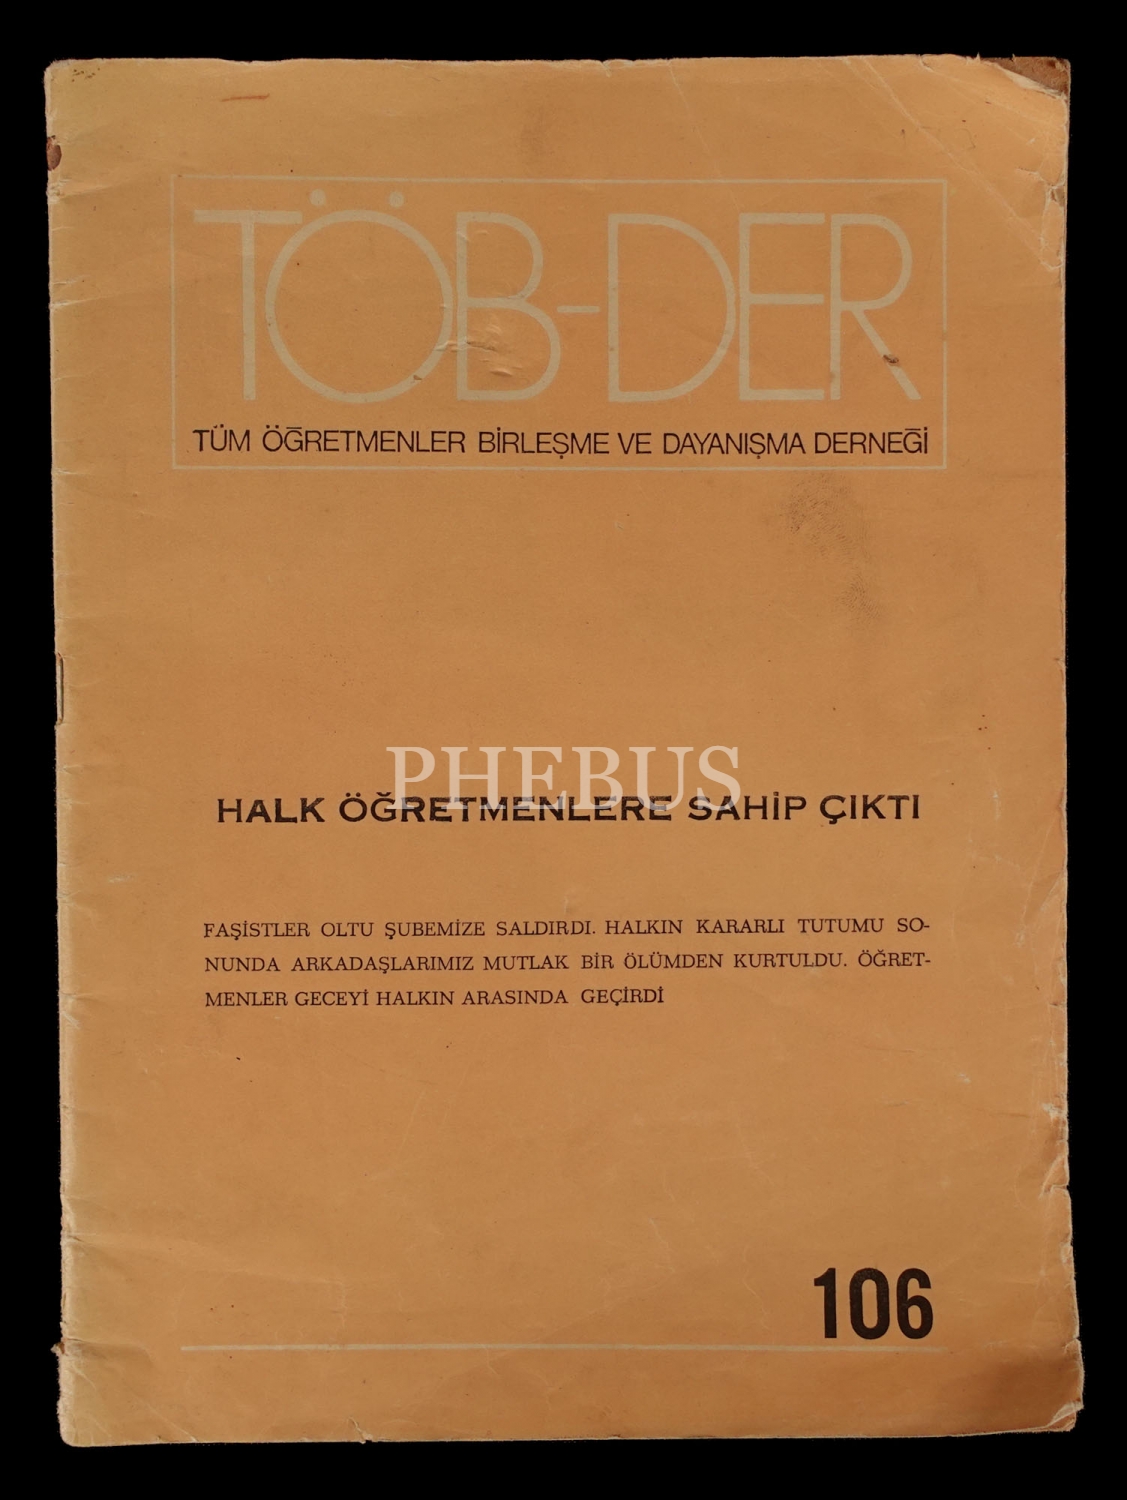 TÖB-DER
TÜM ÖĞRETMENLER BİRLEŞME VE DAYANIŞMA DERNEĞİ
PHEBUS
HALK ÖĞRETMENLERE SAHİP ÇIKTI
FAŞİSTLER OLTU ŞUBEMİZE SALDIRDI. HALKIN KARARLI TUTUMU SO-
NUNDA ARKADAŞLARIMIZ MUTLAK BİR ÖLÜMDEN KURTULDU. ÖĞRET-
MENLER GECEYİ HALKIN ARASINDA GEÇİRDİ
106